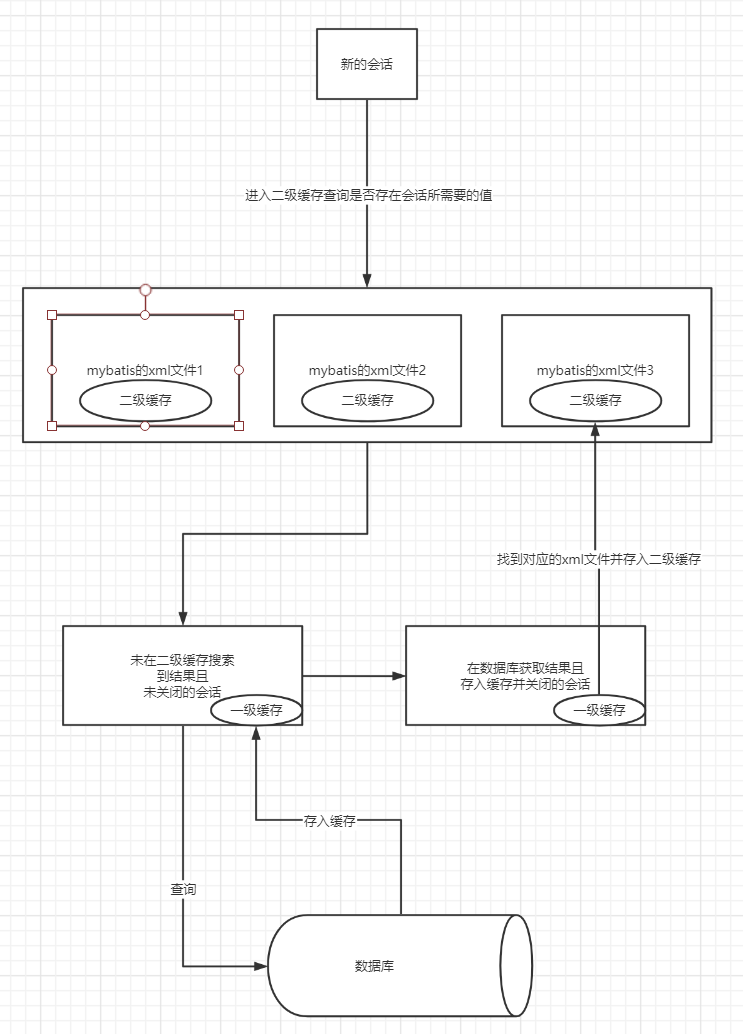 新的会话
进入二级缓存查询是否存在会话所需要的值
mybatis的xml文件1
二级缓存
mybatis的xml文件2
二级缓存
mybatis的xml文件3
二级缓存
找到对应的xml文件并存入二级缓存
未在二级缓存搜索
到结果且
未关闭的会话
一级缓存
在数据库获取结果且
存入缓存并关闭的会话
一级缓存
存入缓存
查询
数据库